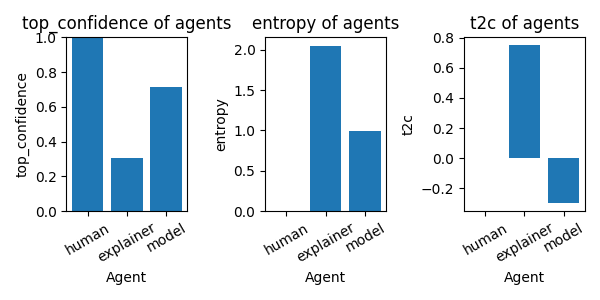 top_confidence of agents
top_confidence
1.0
0.8
0.6
0.4
0.2
0.0
human
explainer
model
Agent
entropy of agents
entropy
2.0
1.5
1.0
0.5
0.0
human
explainer
model
Agent
t2c of agents
t2c
0.8
0.6
0.4
0.2
0.0
−0.2
human
explainer
model
Agent